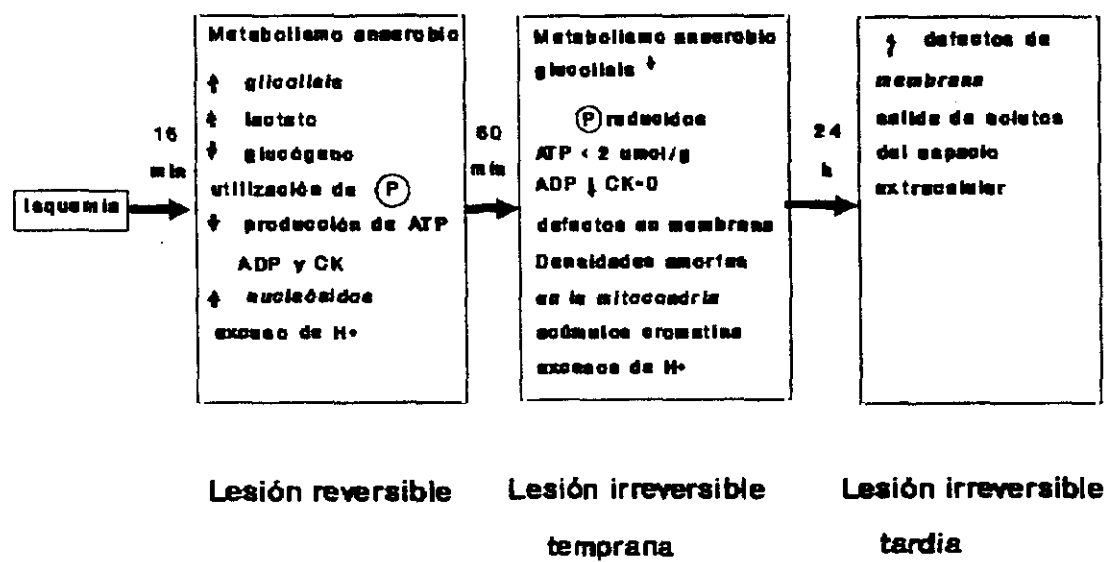 Isquemia
15
min
Metabolismo anaerobio
↑ glicolisis
↑ lactato
↓ glucógeno
utilización de P
↓ producción de ATP
ADP y CK
↑ nucleósidos
exceso de H+
60
min
Metabolismo anaerobio
glucolisis ↓
P reducidos
ATP < 2 umol/g
ADP ↓ CK=0
defectos en membrana
Densidades amorfas
en la mitocondria
acúmulos cromatina
excesos de H+
24
h
↑ defectos de
membrana
salida de solutos
del espacio
extracelular
Lesión reversible
Lesión irreversible
temprana
Lesión irreversible
tardia